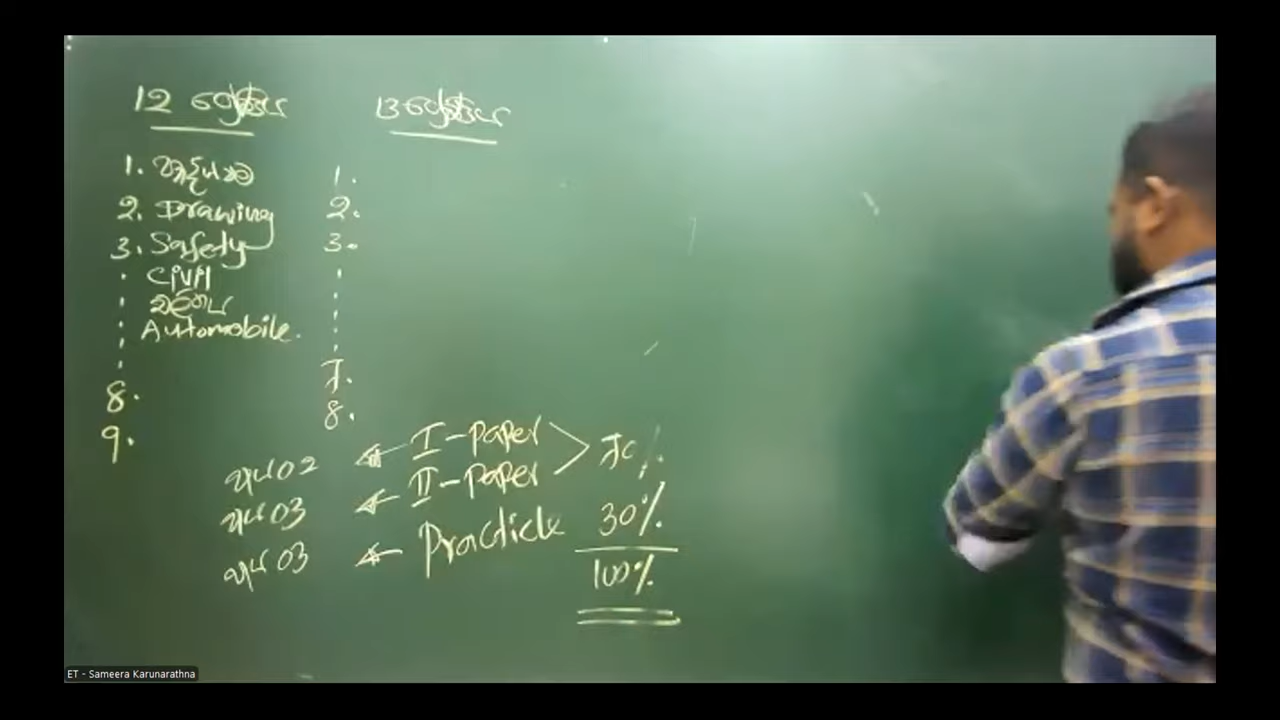 12 ශ්‍රේණිය
13 ශ්‍රේණිය
1.
2. Drawing
3. Safety
Civil
Automobile.
8.
9.
1.
2.
3.
7.
8.
පැය 02 ← I - paper
පැය 03 ← II - paper
70%
පැය 03 ← Practicle 30%
100%
ET - Sameera Karunarathna